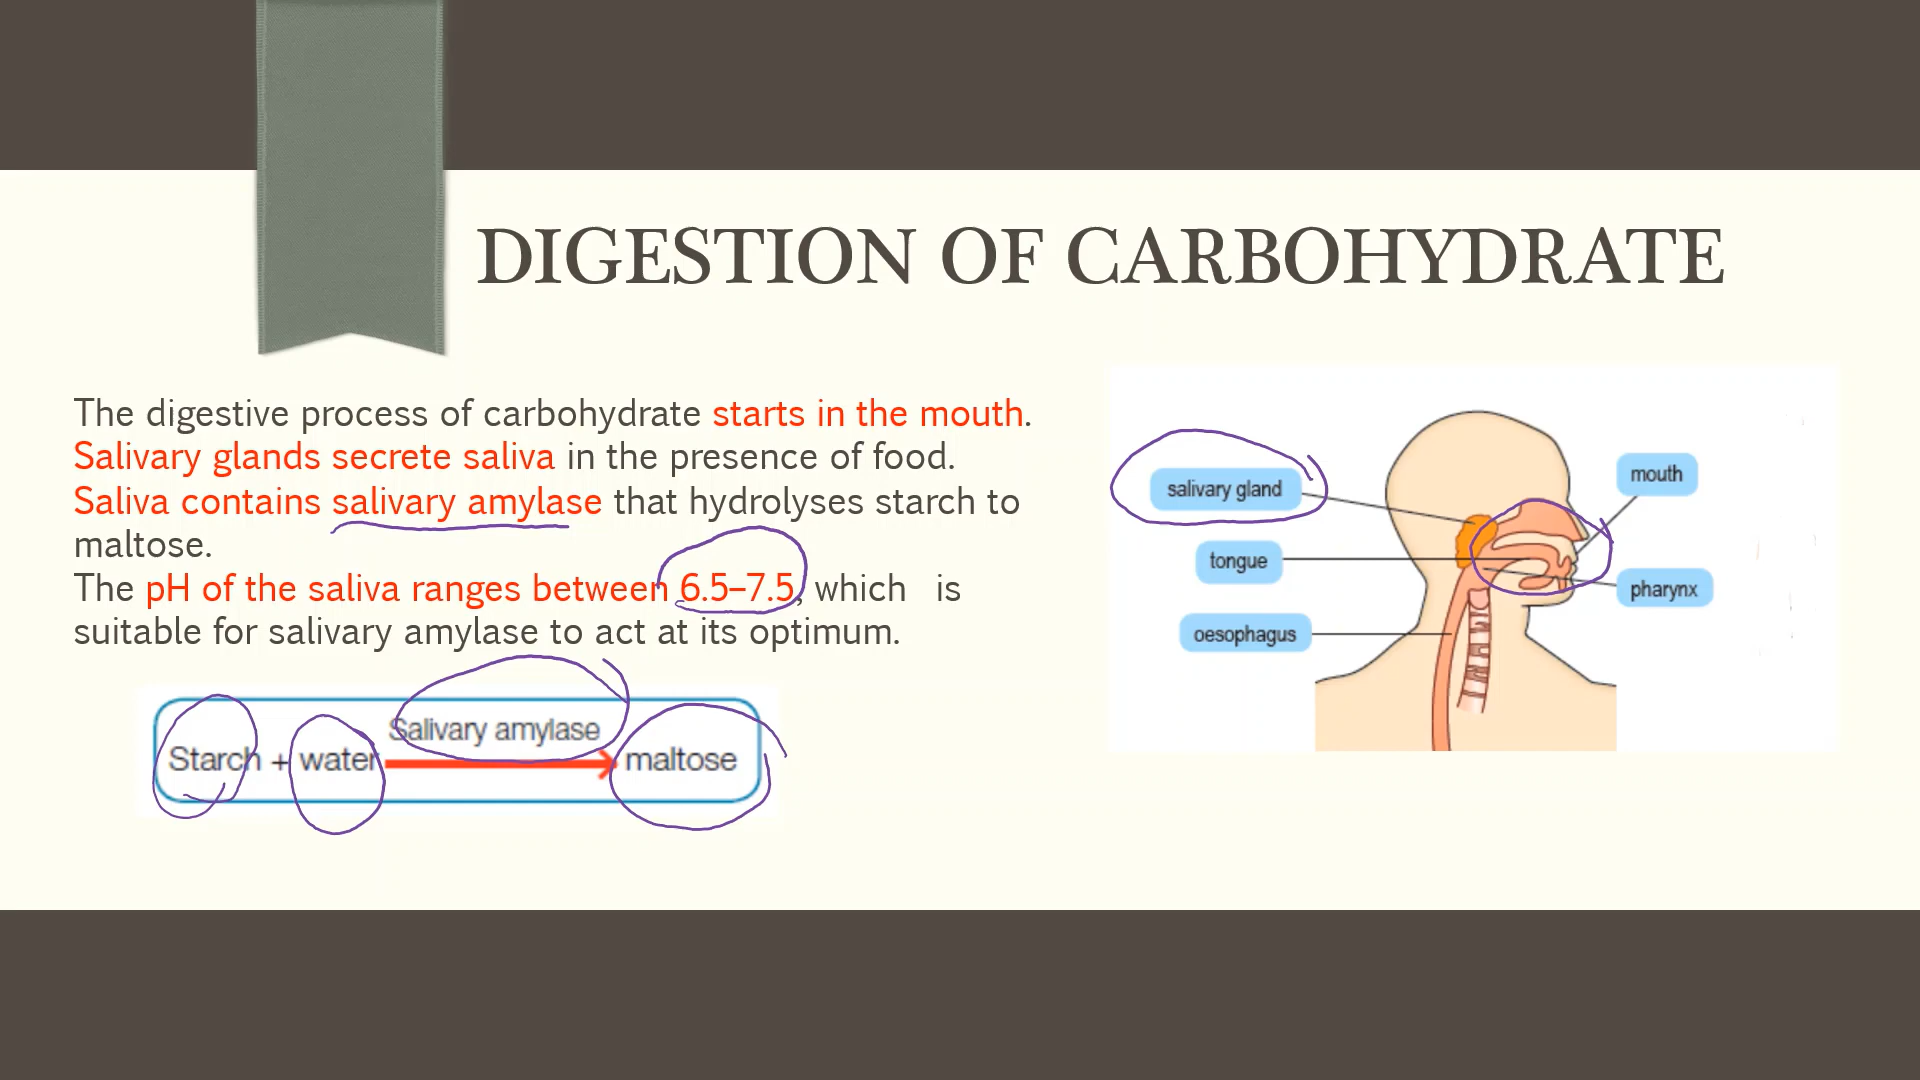 DIGESTION OF CARBOHYDRATE
The digestive process of carbohydrate starts in the mouth.
Salivary glands secrete saliva in the presence of food.
Saliva contains salivary amylase that hydrolyses starch to
maltose.
The pH of the saliva ranges between 6.5–7.5, which is
suitable for salivary amylase to act at its optimum.
Salivary amylase
Starch + water maltose
salivary gland
tongue
oesophagus
mouth
pharynx